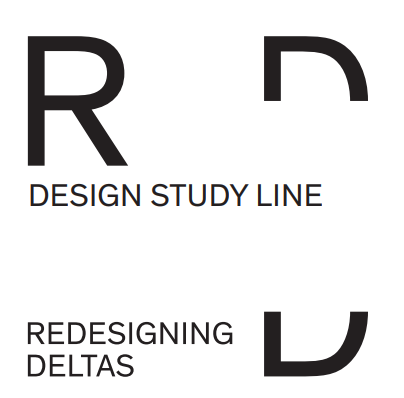 R D
DESIGN STUDY LINE
REDESIGNING
DELTAS